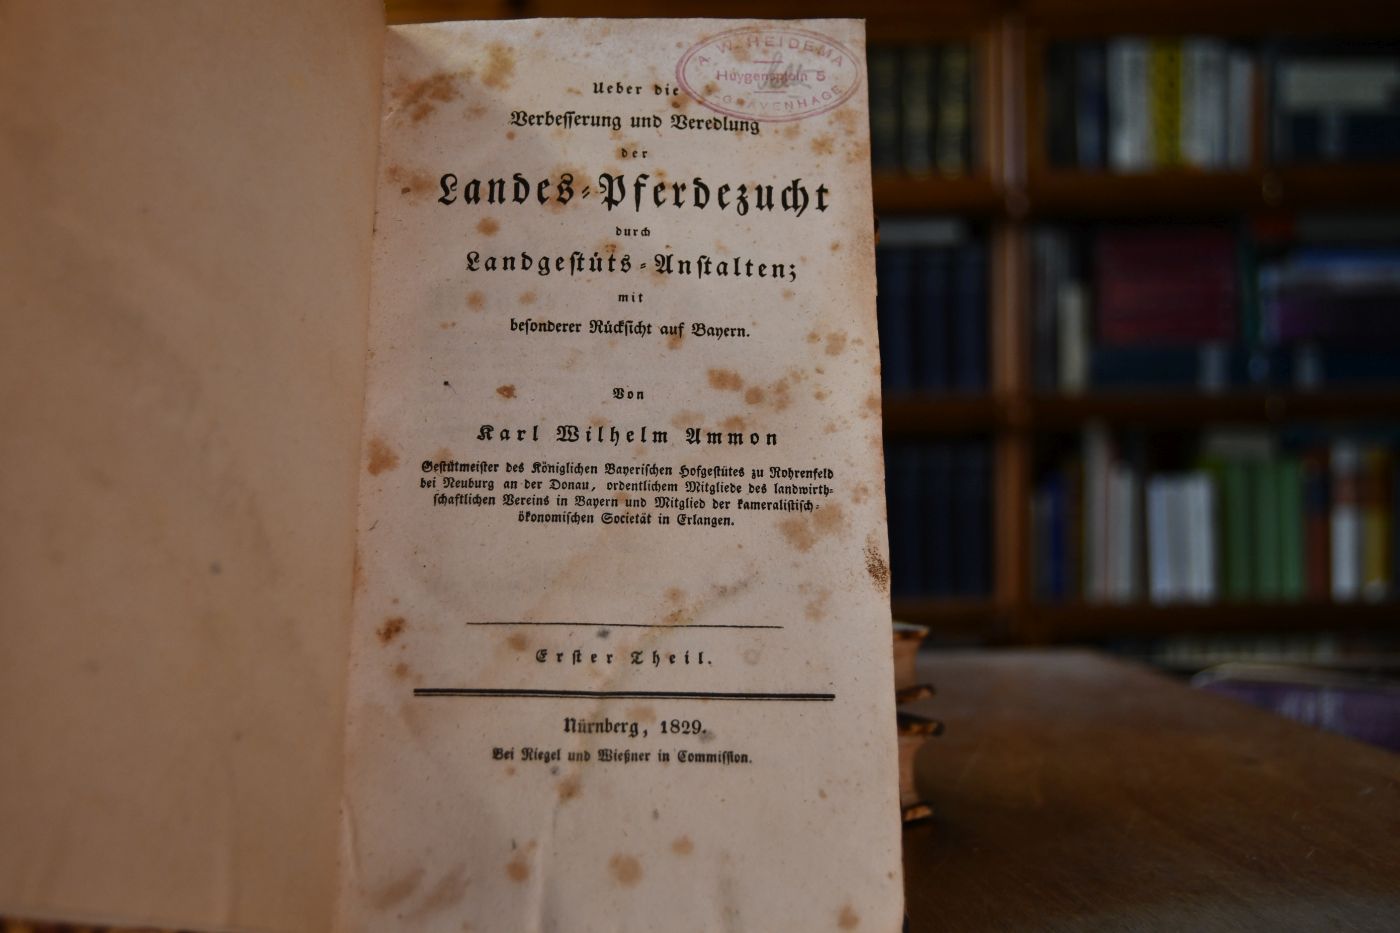 A. W. HEIDEMA
Huygensplein 5
'S-GRAVENHAGE
Ueber die
Verbesserung und Veredlung
der
Landes-Pferdezucht
durch
Landgestüts-Anstalten;
mit
besonderer Rücksicht auf Bayern.
Von
Karl Wilhelm Ammon
Gestütmeister des Königlichen Bayerischen Hofgestütes zu Rohrenfeld
bei Neuburg an der Donau, ordentlichem Mitgliede des landwirth-
schaftlichen Vereins in Bayern und Mitglied der kameralistisch-
ökonomischen Societät in Erlangen.
Erster Theil.
Nürnberg, 1829.
Bei Riegel und Wießner in Commission.